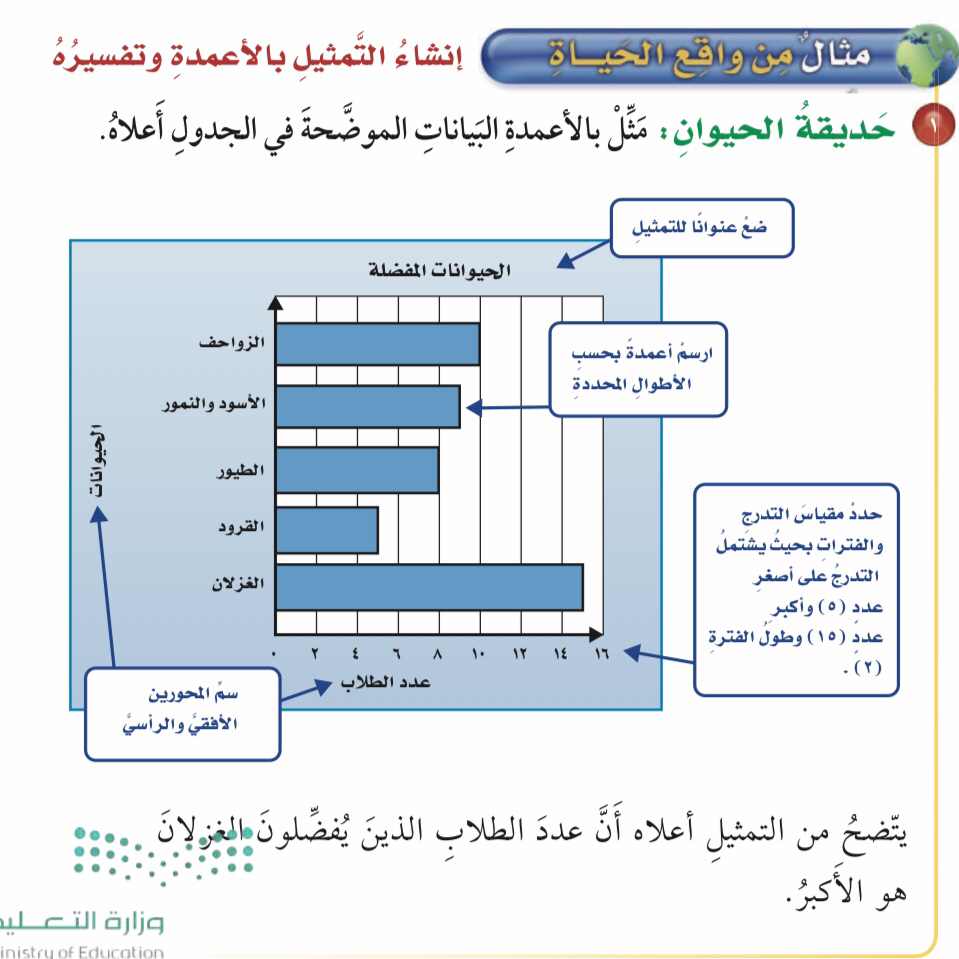 مثالٌ مِن واقِعِ الحَياةِ
إنشاءُ التَّمثيلِ بالأعمدةِ وتفسيرُهُ
١ حَديقةُ الحيوانِ: مَثِّلْ بالأعمدةِ البَياناتِ الموضَّحةَ في الجدولِ أَعلاهُ.
ضعْ عنوانًا للتمثيلِ
الحيوانات المفضلة
الزواحف
ارسمْ أعمدةً بحسبِ
الأطوالِ المحددةِ
الأسود والنمور
الطيور
القرود
الغزلان
الحيوانات
حددْ مقياسَ التدرجِ
والفتراتِ بحيثُ يشتملُ
التدرجُ على أصغرِ
عددٍ (٥) وأكبرِ
عددٍ (١٥) وطولُ الفترةِ
(٢).
٠ ٢ ٤ ٦ ٨ ١٠ ١٢ ١٤ ١٦
عدد الطلاب
سمِّ المحورين
الأفقيَّ والرأسيَّ
يتّضحُ من التمثيلِ أعلاه أَنَّ عددَ الطلابِ الذينَ يُفضِّلونَ الغزلانَ
هو الأَكبرُ.
وزارة التعليم
inistry of Education